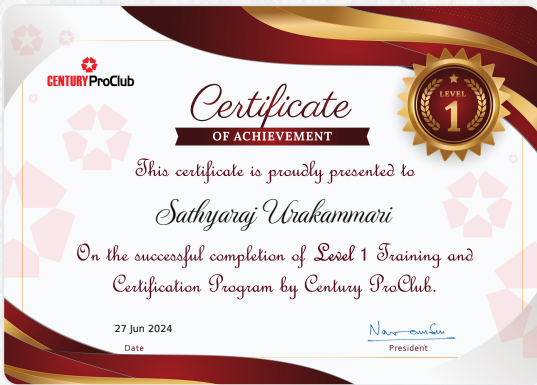 CENTURY ProClub
Certificate
OF ACHIEVEMENT
LEVEL
1
This certificate is proudly presented to
Sathyaraj Urakammari
On the successful completion of Level 1 Training and
Certification Program by Century ProClub.
27 Jun 2024
Date
President